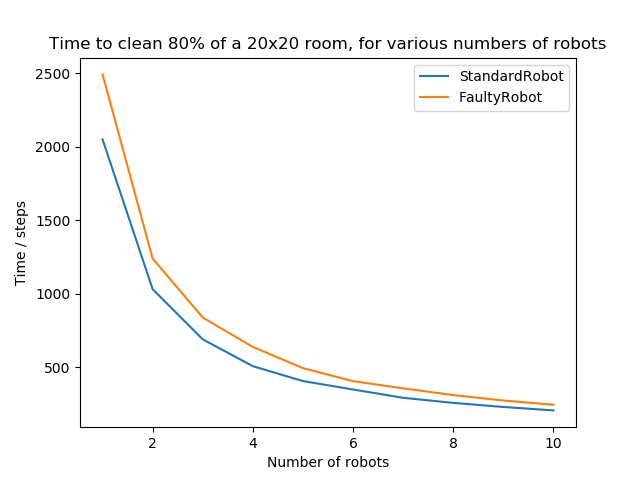 Time to clean 80% of a 20x20 room, for various numbers of robots
StandardRobot
FaultyRobot
2500
2000
1500
1000
500
Time / steps
2 4 6 8 10
Number of robots